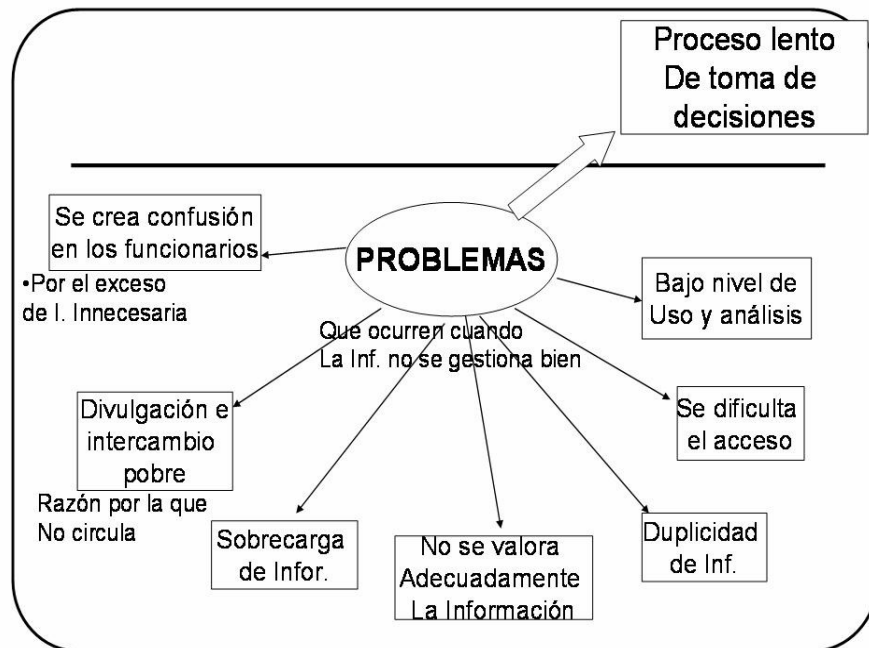 Proceso lento
De toma de
decisiones
PROBLEMAS
Se crea confusión
en los funcionarios
•Por el exceso
de I. Innecesaria
Bajo nivel de
Uso y análisis
Que ocurren cuando
La Inf. no se gestiona bien
Divulgación e
intercambio
pobre
Razón por la que
No circula
Se dificulta
el acceso
Sobrecarga
de Infor.
No se valora
Adecuadamente
La Información
Duplicidad
de Inf.